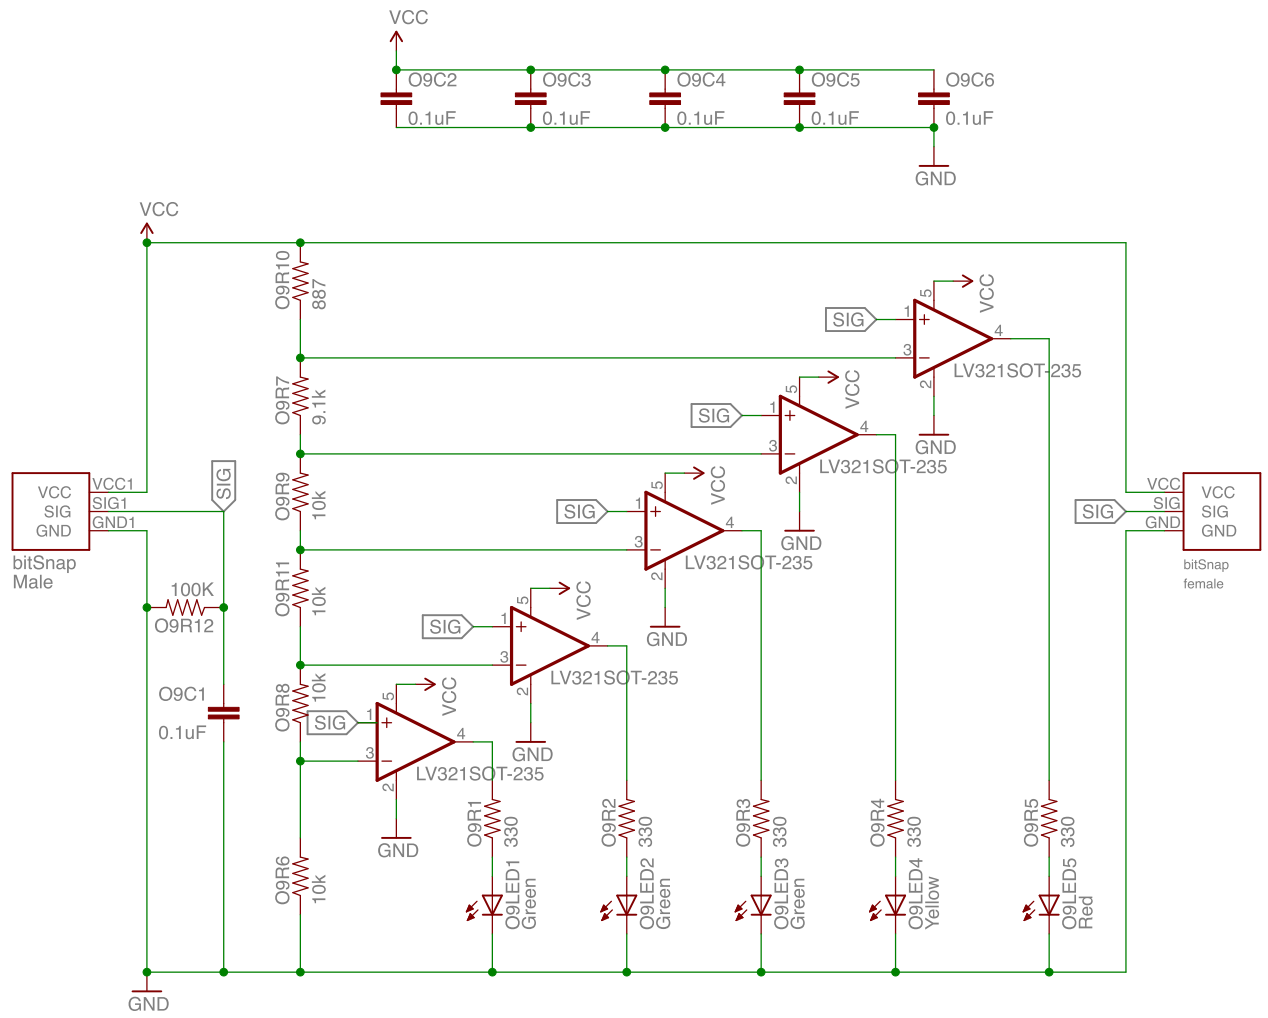 VCC
O9C2
O9C3
O9C4
O9C5
O9C6
0.1uF
0.1uF
0.1uF
0.1uF
0.1uF
GND
VCC
O9R10
887
VCC
5
SIG
1
4
3
2
LV321SOT-235
GND
O9R7
9.1k
VCC
5
SIG
1
4
3
2
LV321SOT-235
GND
O9R9
10k
VCC
5
SIG
1
4
3
2
LV321SOT-235
GND
O9R11
10k
VCC
5
SIG
1
4
3
2
LV321SOT-235
GND
O9R8
10k
VCC
5
SIG
1
4
3
2
LV321SOT-235
GND
VCC
SIG
GND
VCC1
SIG1
GND1
bitSnap
Male
SIG
100K
O9R12
O9C1
0.1uF
SIG
VCC
SIG
GND
VCC
SIG
GND
bitSnap
female
O9R6
10k
O9R1
330
O9R2
330
O9R3
330
O9R4
330
O9R5
330
O9LED1
Green
O9LED2
Green
O9LED3
Green
O9LED4
Yellow
O9LED5
Red
GND